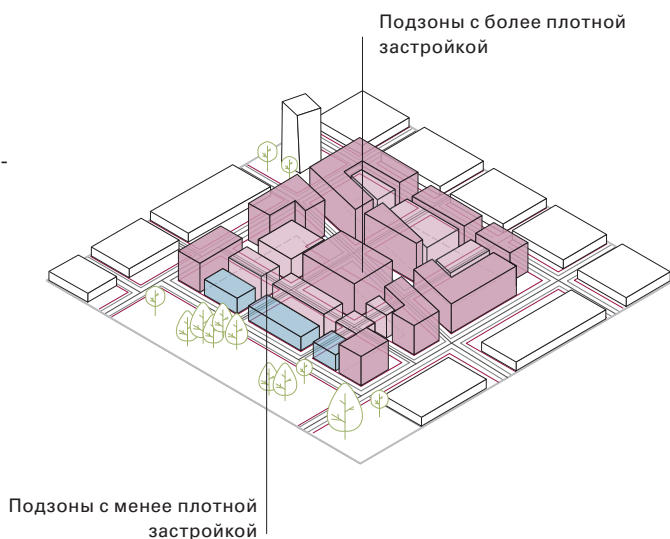 Подзоны с более плотной
застройкой
-
Подзоны с менее плотной
застройкой